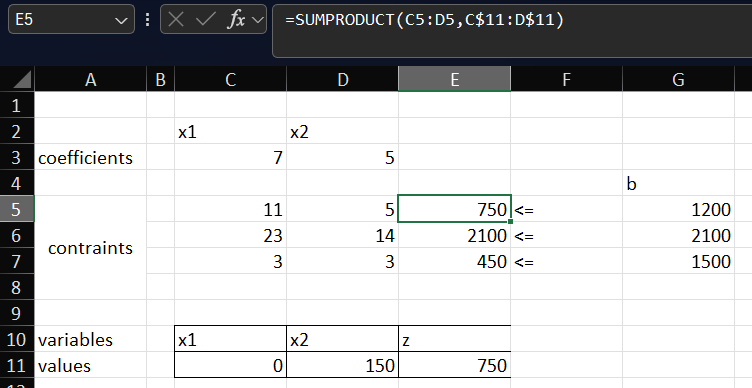 E5 fx =SUMPRODUCT(C5:D5,C$11:D$11)
A B C D E F G
1
2 x1 x2
3 coefficients 7 5
4 b
5 11 5 750 <= 1200
6 23 14 2100 <= 2100
contraints
7 3 3 450 <= 1500
8
9
10 variables x1 x2 z
11 values 0 150 750